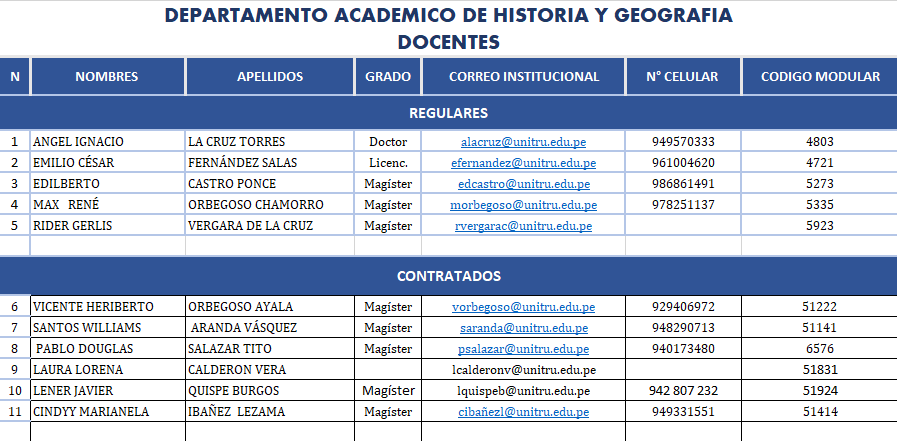 DEPARTAMENTO ACADEMICO DE HISTORIA Y GEOGRAFIA
DOCENTES
N NOMBRES APELLIDOS GRADO CORREO INSTITUCIONAL N° CELULAR CODIGO MODULAR
REGULARES
1 ANGEL IGNACIO LA CRUZ TORRES Doctor alacruz@unitru.edu.pe 949570333 4803
2 EMILIO CÉSAR FERNÁNDEZ SALAS Licenc. efernandez@unitru.edu.pe 961004620 4721
3 EDILBERTO CASTRO PONCE Magíster edcastro@unitru.edu.pe 986861491 5273
4 MAX RENÉ ORBEGOSO CHAMORRO Magíster morbegoso@unitru.edu.pe 978251137 5335
5 RIDER GERLIS VERGARA DE LA CRUZ Magíster rvergarac@unitru.edu.pe 5923
CONTRATADOS
6 VICENTE HERIBERTO ORBEGOSO AYALA Magíster vorbegoso@unitru.edu.pe 929406972 51222
7 SANTOS WILLIAMS ARANDA VÁSQUEZ Magíster saranda@unitru.edu.pe 948290713 51141
8 PABLO DOUGLAS SALAZAR TITO Magíster psalazar@unitru.edu.pe 940173480 6576
9 LAURA LORENA CALDERON VERA lcalderonv@unitru.edu.pe 51831
10 LENER JAVIER QUISPE BURGOS Magíster lquispeb@unitru.edu.pe 942 807 232 51924
11 CINDYY MARIANELA IBAÑEZ LEZAMA Magíster cibañezl@unitru.edu.pe 949331551 51414